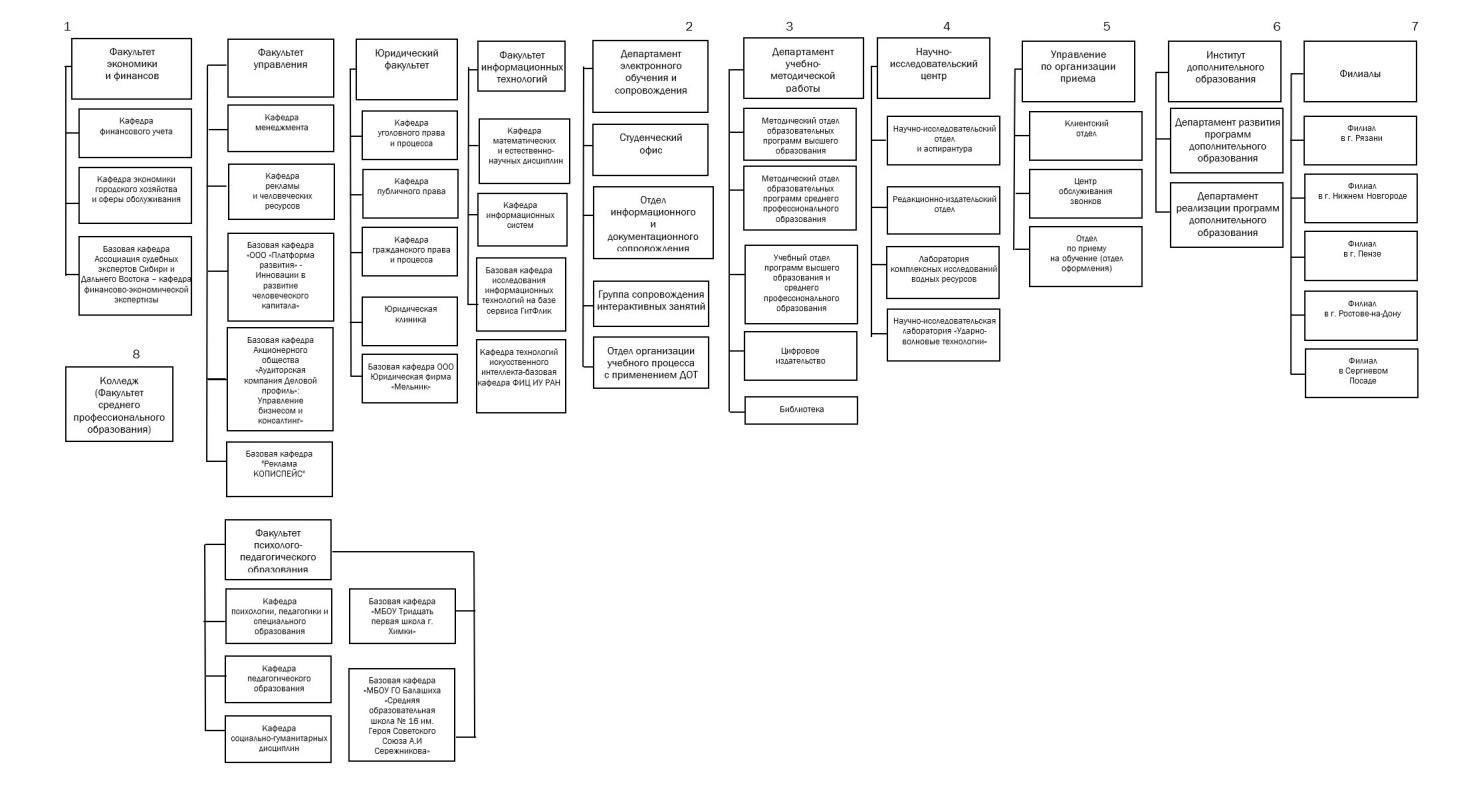 1
Факультет
экономики
и финансов
Кафедра
финансового учета
Кафедра экономики
городского хозяйства
и сферы обслуживания
Базовая кафедра
Ассоциация судебных
экспертов Сибири и
Дальнего Востока – кафедра
финансово-экономической
экспертизы
8
Колледж
(Факультет
среднего
профессионального
образования)
Факультет
управления
Кафедра
менеджмента
Кафедра
рекламы
и человеческих
ресурсов
Базовая кафедра
«ООО «Платформа
развития» -
Инновации в
развитие
человеческого
капитала»
Базовая кафедра
Акционерного
общества
«Аудиторская
компания Деловой
профиль»:
Управление
бизнесом и
консалтинг»
Базовая кафедра
"Реклама
КОПИСПЕЙС"
Юридический
факультет
Кафедра
уголовного права
и процесса
Кафедра
публичного права
Кафедра
гражданского права
и процесса
Юридическая
клиника
Базовая кафедра ООО
Юридическая фирма
«Мельник»
Факультет
информационных
технологий
Кафедра
математических
и естественно-
научных дисциплин
Кафедра
информационных
систем
Базовая кафедра
исследования
информационных
технологий на базе
сервиса ГитФлик
Кафедра технологий
искусственного
интеллекта-базовая
кафедра ФИЦ ИУ РАН
2
Департамент
электронного
обучения и
сопровождения
Студенческий
офис
Отдел
информационного
и
документационного
сопровождения
Группа сопровождения
интерактивных занятий
Отдел организации
учебного процесса
с применением ДОТ
3
Департамент
учебно-
методической
работы
Методический отдел
образовательных
программ высшего
образования
Методический отдел
образовательных
программ среднего
профессионального
образования
Учебный отдел
программ высшего
образования и
среднего
профессионального
образования
Цифровое
издательство
Библиотека
4
Научно-
исследовательский
центр
Научно-исследовательский
отдел
и аспирантура
Редакционно-издательский
отдел
Лаборатория
комплексных исследований
водных ресурсов
Научно-исследовательская
лаборатория «Ударно-
волновые технологии»
5
Управление
по организации
приема
Клиентский
отдел
Центр
обслуживания
звонков
Отдел
по приему
на обучение (отдел
оформления)
6
Институт
дополнительного
образования
Департамент развития
программ
дополнительного
образования
Департамент
реализации программ
дополнительного
образования
7
Филиалы
Филиал
в г. Рязани
Филиал
в г. Нижнем Новгороде
Филиал
в г. Пензе
Филиал
в г. Ростове-на-Дону
Филиал
в Сергиевом
Посаде
Факультет
психолого-
педагогического
образования
Кафедра
психологии, педагогики и
специального
образования
Кафедра
педагогического
образования
Кафедра
социально-гуманитарных
дисциплин
Базовая кафедра
«МБОУ Тридцать
первая школа г.
Химки»
Базовая кафедра
«МБОУ ГО Балашиха
«Средняя
образовательная
школа № 16 им.
Героя Советского
Союза А.И
Сережникова»